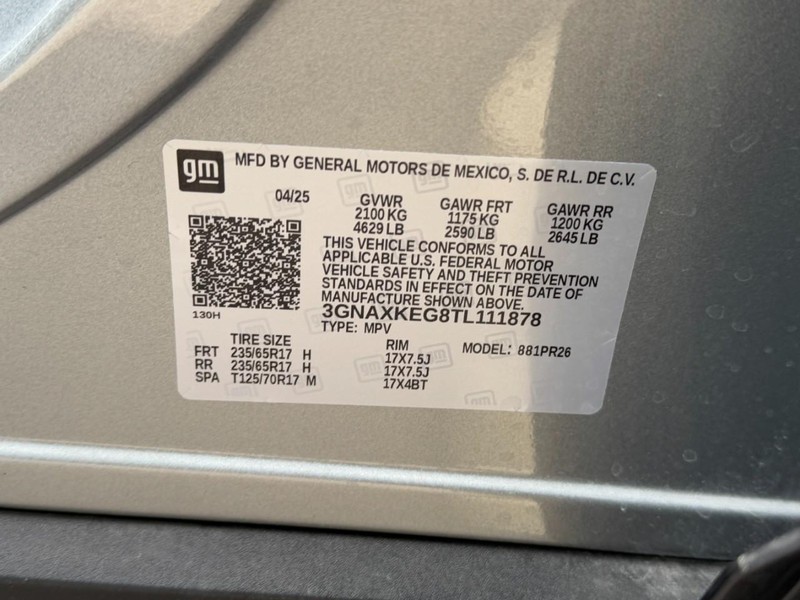 gm MFD BY GENERAL MOTORS DE MEXICO, S. DE R.L. DE C.V.
04/25 GVWR GAWR FRT GAWR RR
2100 KG 1175 KG 1200 KG
4629 LB 2590 LB 2645 LB
THIS VEHICLE CONFORMS TO ALL
APPLICABLE U.S. FEDERAL MOTOR
VEHICLE SAFETY AND THEFT PREVENTION
STANDARDS IN EFFECT ON THE DATE OF
MANUFACTURE SHOWN ABOVE.
130H 3GNAXKEG8TL111878
TYPE: MPV
TIRE SIZE RIM MODEL: 881PR26
FRT 235/65R17 H 17X7.5J
RR 235/65R17 H 17X7.5J
SPA T125/70R17 M 17X4BT